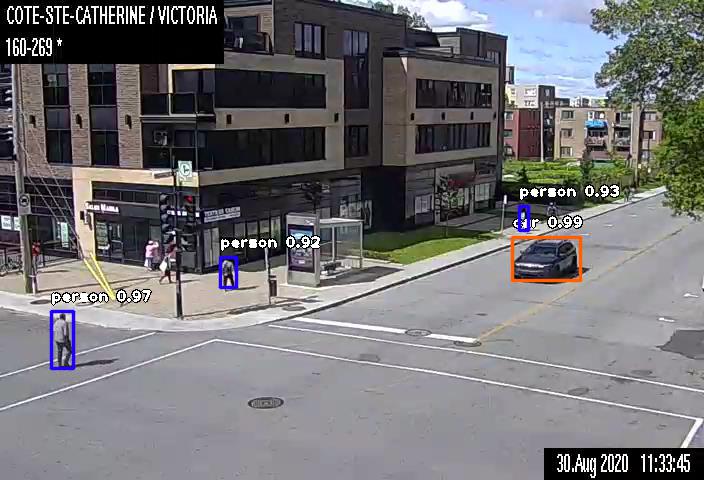 COTE-STE-CATHERINE / VICTORIA
160-269 *
person 0.93
car 0.99
person 0.92
person 0.97
30.Aug 2020 11:33:45